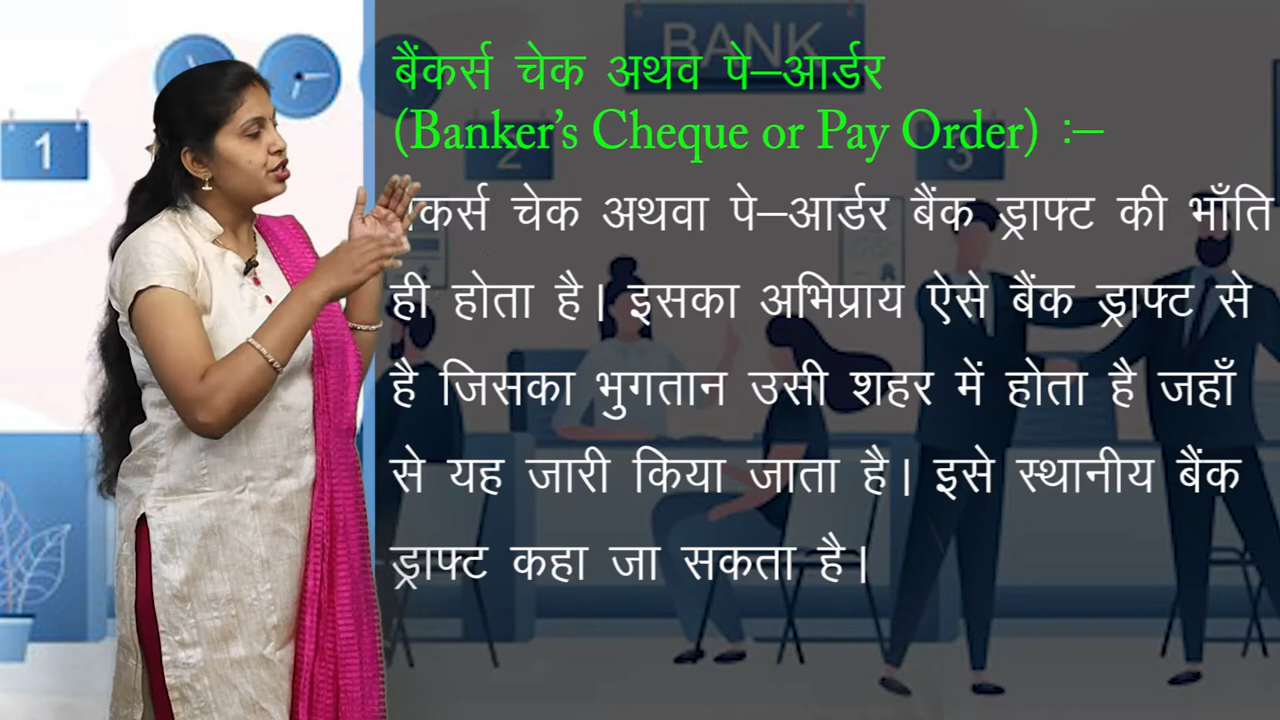 BANK
1
2
3
बैंकर्स चेक अथव पे–आर्डर
(Banker's Cheque or Pay Order) :–
कर्स चेक अथवा पे–आर्डर बैंक ड्राफ्ट की भाँति
ही होता है। इसका अभिप्राय ऐसे बैंक ड्राफ्ट से
है जिसका भुगतान उसी शहर में होता है जहाँ
से यह जारी किया जाता है। इसे स्थानीय बैंक
ड्राफ्ट कहा जा सकता है।